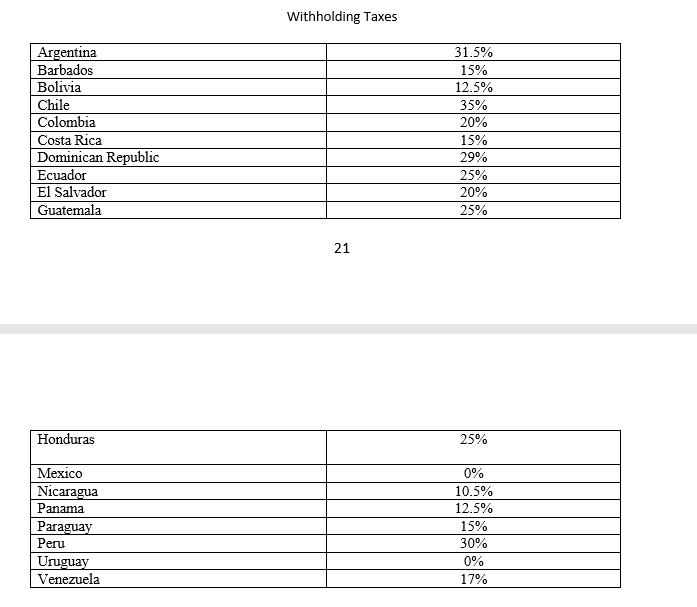 Withholding Taxes
Argentina 31.5%
Barbados 15%
Bolivia 12.5%
Chile 35%
Colombia 20%
Costa Rica 15%
Dominican Republic 29%
Ecuador 25%
El Salvador 20%
Guatemala 25%
21
Honduras 25%
Mexico 0%
Nicaragua 10.5%
Panama 12.5%
Paraguay 15%
Peru 30%
Uruguay 0%
Venezuela 17%